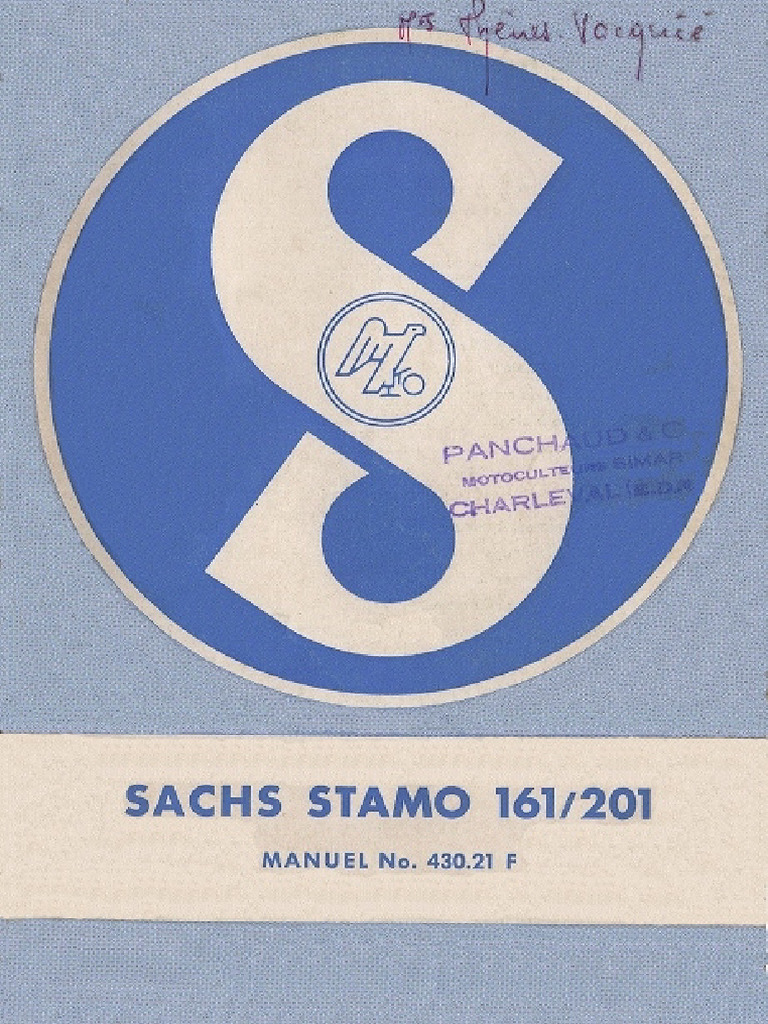 PANCHAUD & C
MOTOCULTEURS SIMAR
CHARLEVAL (B.D.R
SACHS STAMO 161/201
MANUEL No. 430.21 F